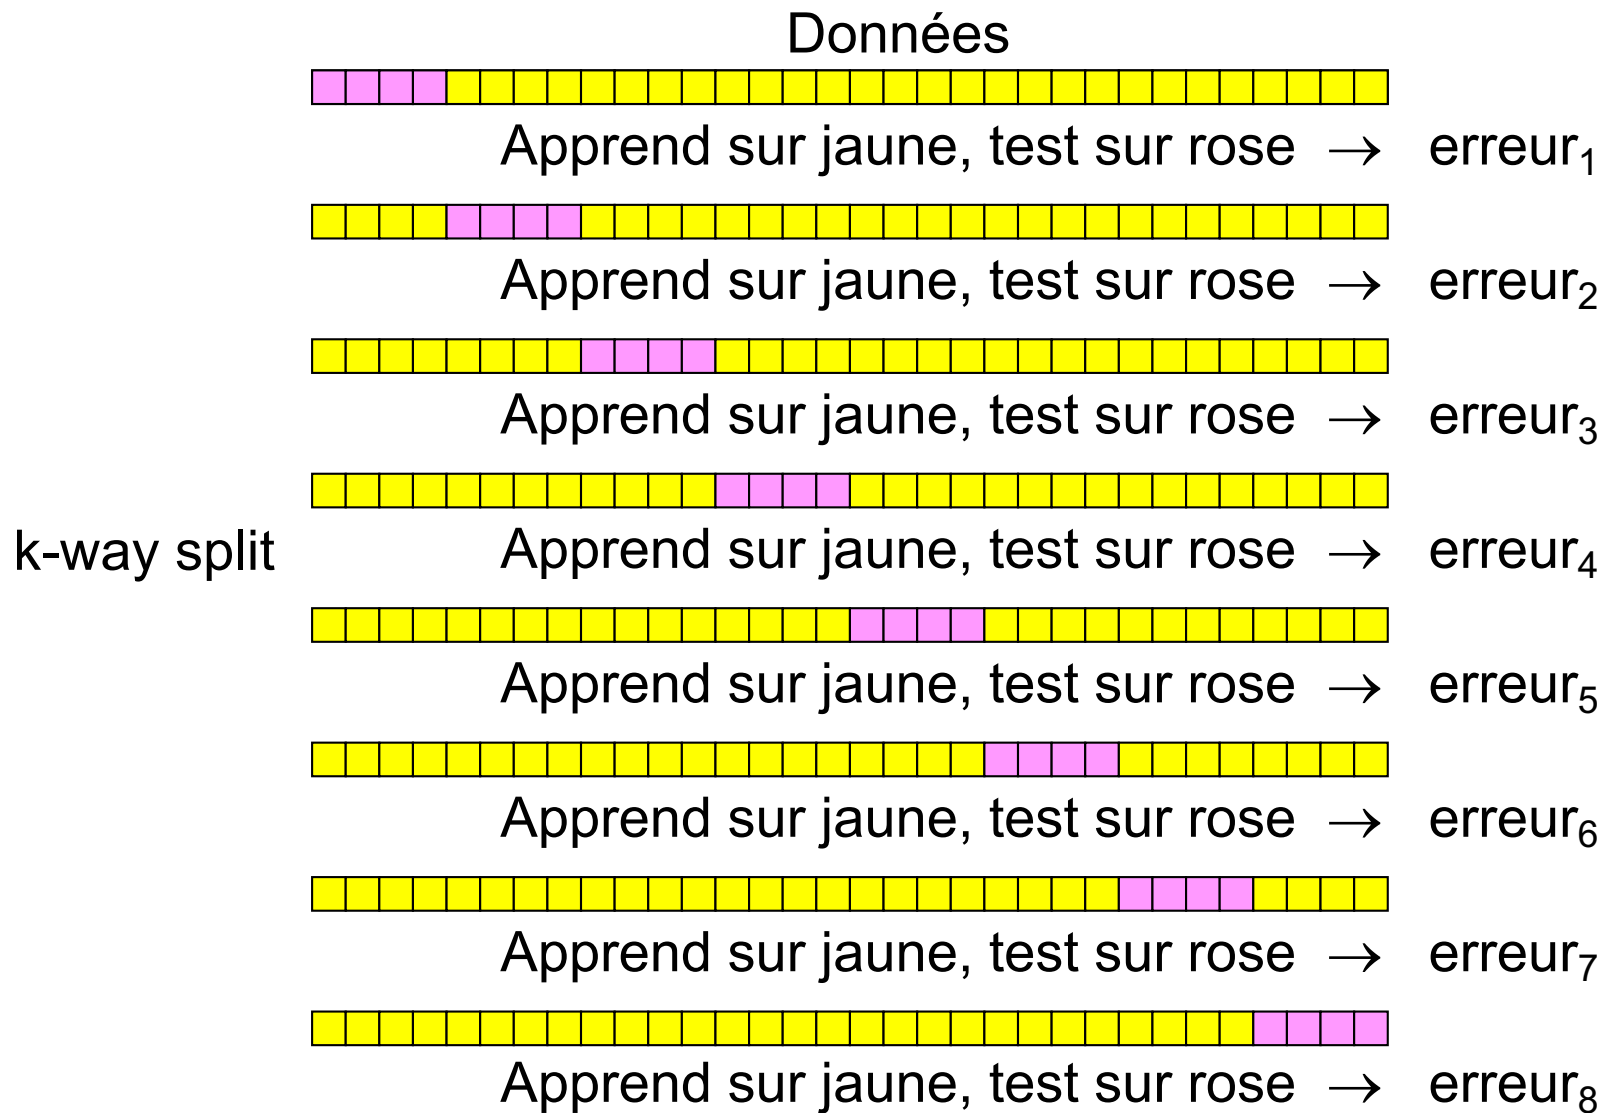 Données
Apprend sur jaune, test sur rose → erreur₁
Apprend sur jaune, test sur rose → erreur₂
Apprend sur jaune, test sur rose → erreur₃
k-way split
Apprend sur jaune, test sur rose → erreur₄
Apprend sur jaune, test sur rose → erreur₅
Apprend sur jaune, test sur rose → erreur₆
Apprend sur jaune, test sur rose → erreur₇
Apprend sur jaune, test sur rose → erreur₈